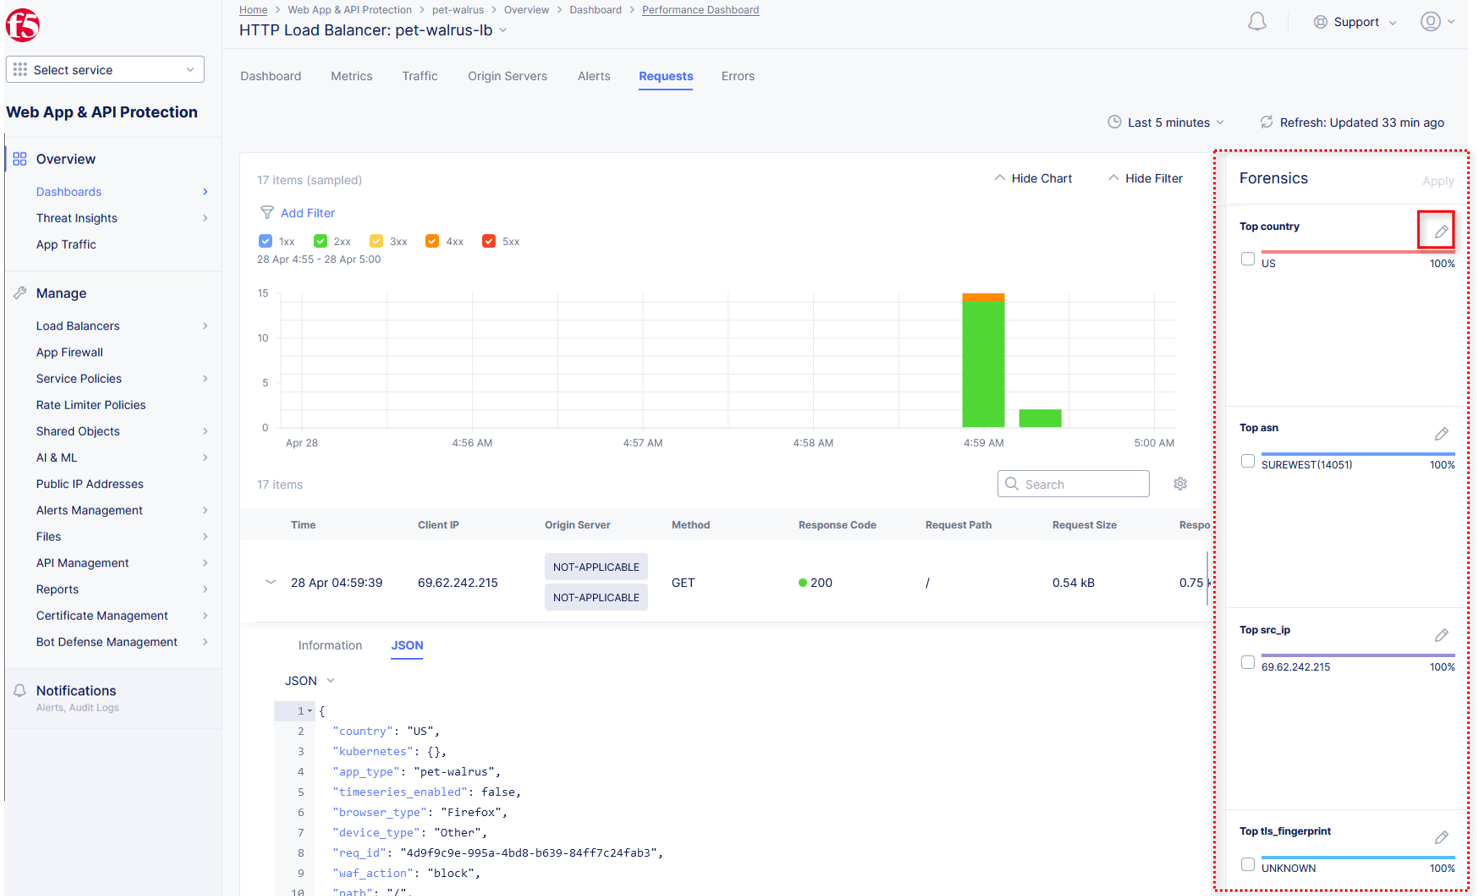 f5
Home > Web App & API Protection > pet-walrus > Overview > Dashboard > Performance Dashboard
HTTP Load Balancer: pet-walrus-lb
Support
Select service
Web App & API Protection
Overview
Dashboards
Threat Insights
App Traffic
Manage
Load Balancers
App Firewall
Service Policies
Rate Limiter Policies
Shared Objects
AI & ML
Public IP Addresses
Alerts Management
Files
API Management
Reports
Certificate Management
Bot Defense Management
Notifications
Alerts, Audit Logs
Dashboard Metrics Traffic Origin Servers Alerts Requests Errors
Last 5 minutes Refresh: Updated 33 min ago
17 items (sampled) Hide Chart Hide Filter
Add Filter
1xx 2xx 3xx 4xx 5xx
28 Apr 4:55 - 28 Apr 5:00
15
10
5
0
Apr 28 4:56 AM 4:57 AM 4:58 AM 4:59 AM 5:00 AM
17 items Search
Time Client IP Origin Server Method Response Code Request Path Request Size Respo
28 Apr 04:59:39 69.62.242.215 NOT-APPLICABLE GET 200 / 0.54 kB 0.75 k
NOT-APPLICABLE
Information JSON
JSON
1 {
2 "country": "US",
3 "kubernetes": {},
4 "app_type": "pet-walrus",
5 "timeseries_enabled": false,
6 "browser_type": "Firefox",
7 "device_type": "Other",
8 "req_id": "4d9f9c9e-995a-4bd8-b639-84ff7c24fab3",
9 "waf_action": "block",
10 "path": "/",
Forensics Apply
Top country
US 100%
Top asn
SUREWEST(14051) 100%
Top src_ip
69.62.242.215 100%
Top tls_fingerprint
UNKNOWN 100%